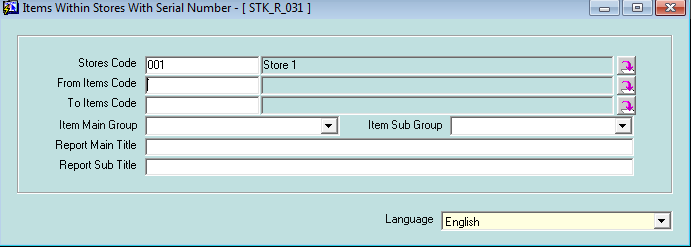 Items Within Stores With Serial Number - [ STK_R_031 ]
Stores Code 001 Store 1
From Items Code
To Items Code
Item Main Group Item Sub Group
Report Main Title
Report Sub Title
Language English